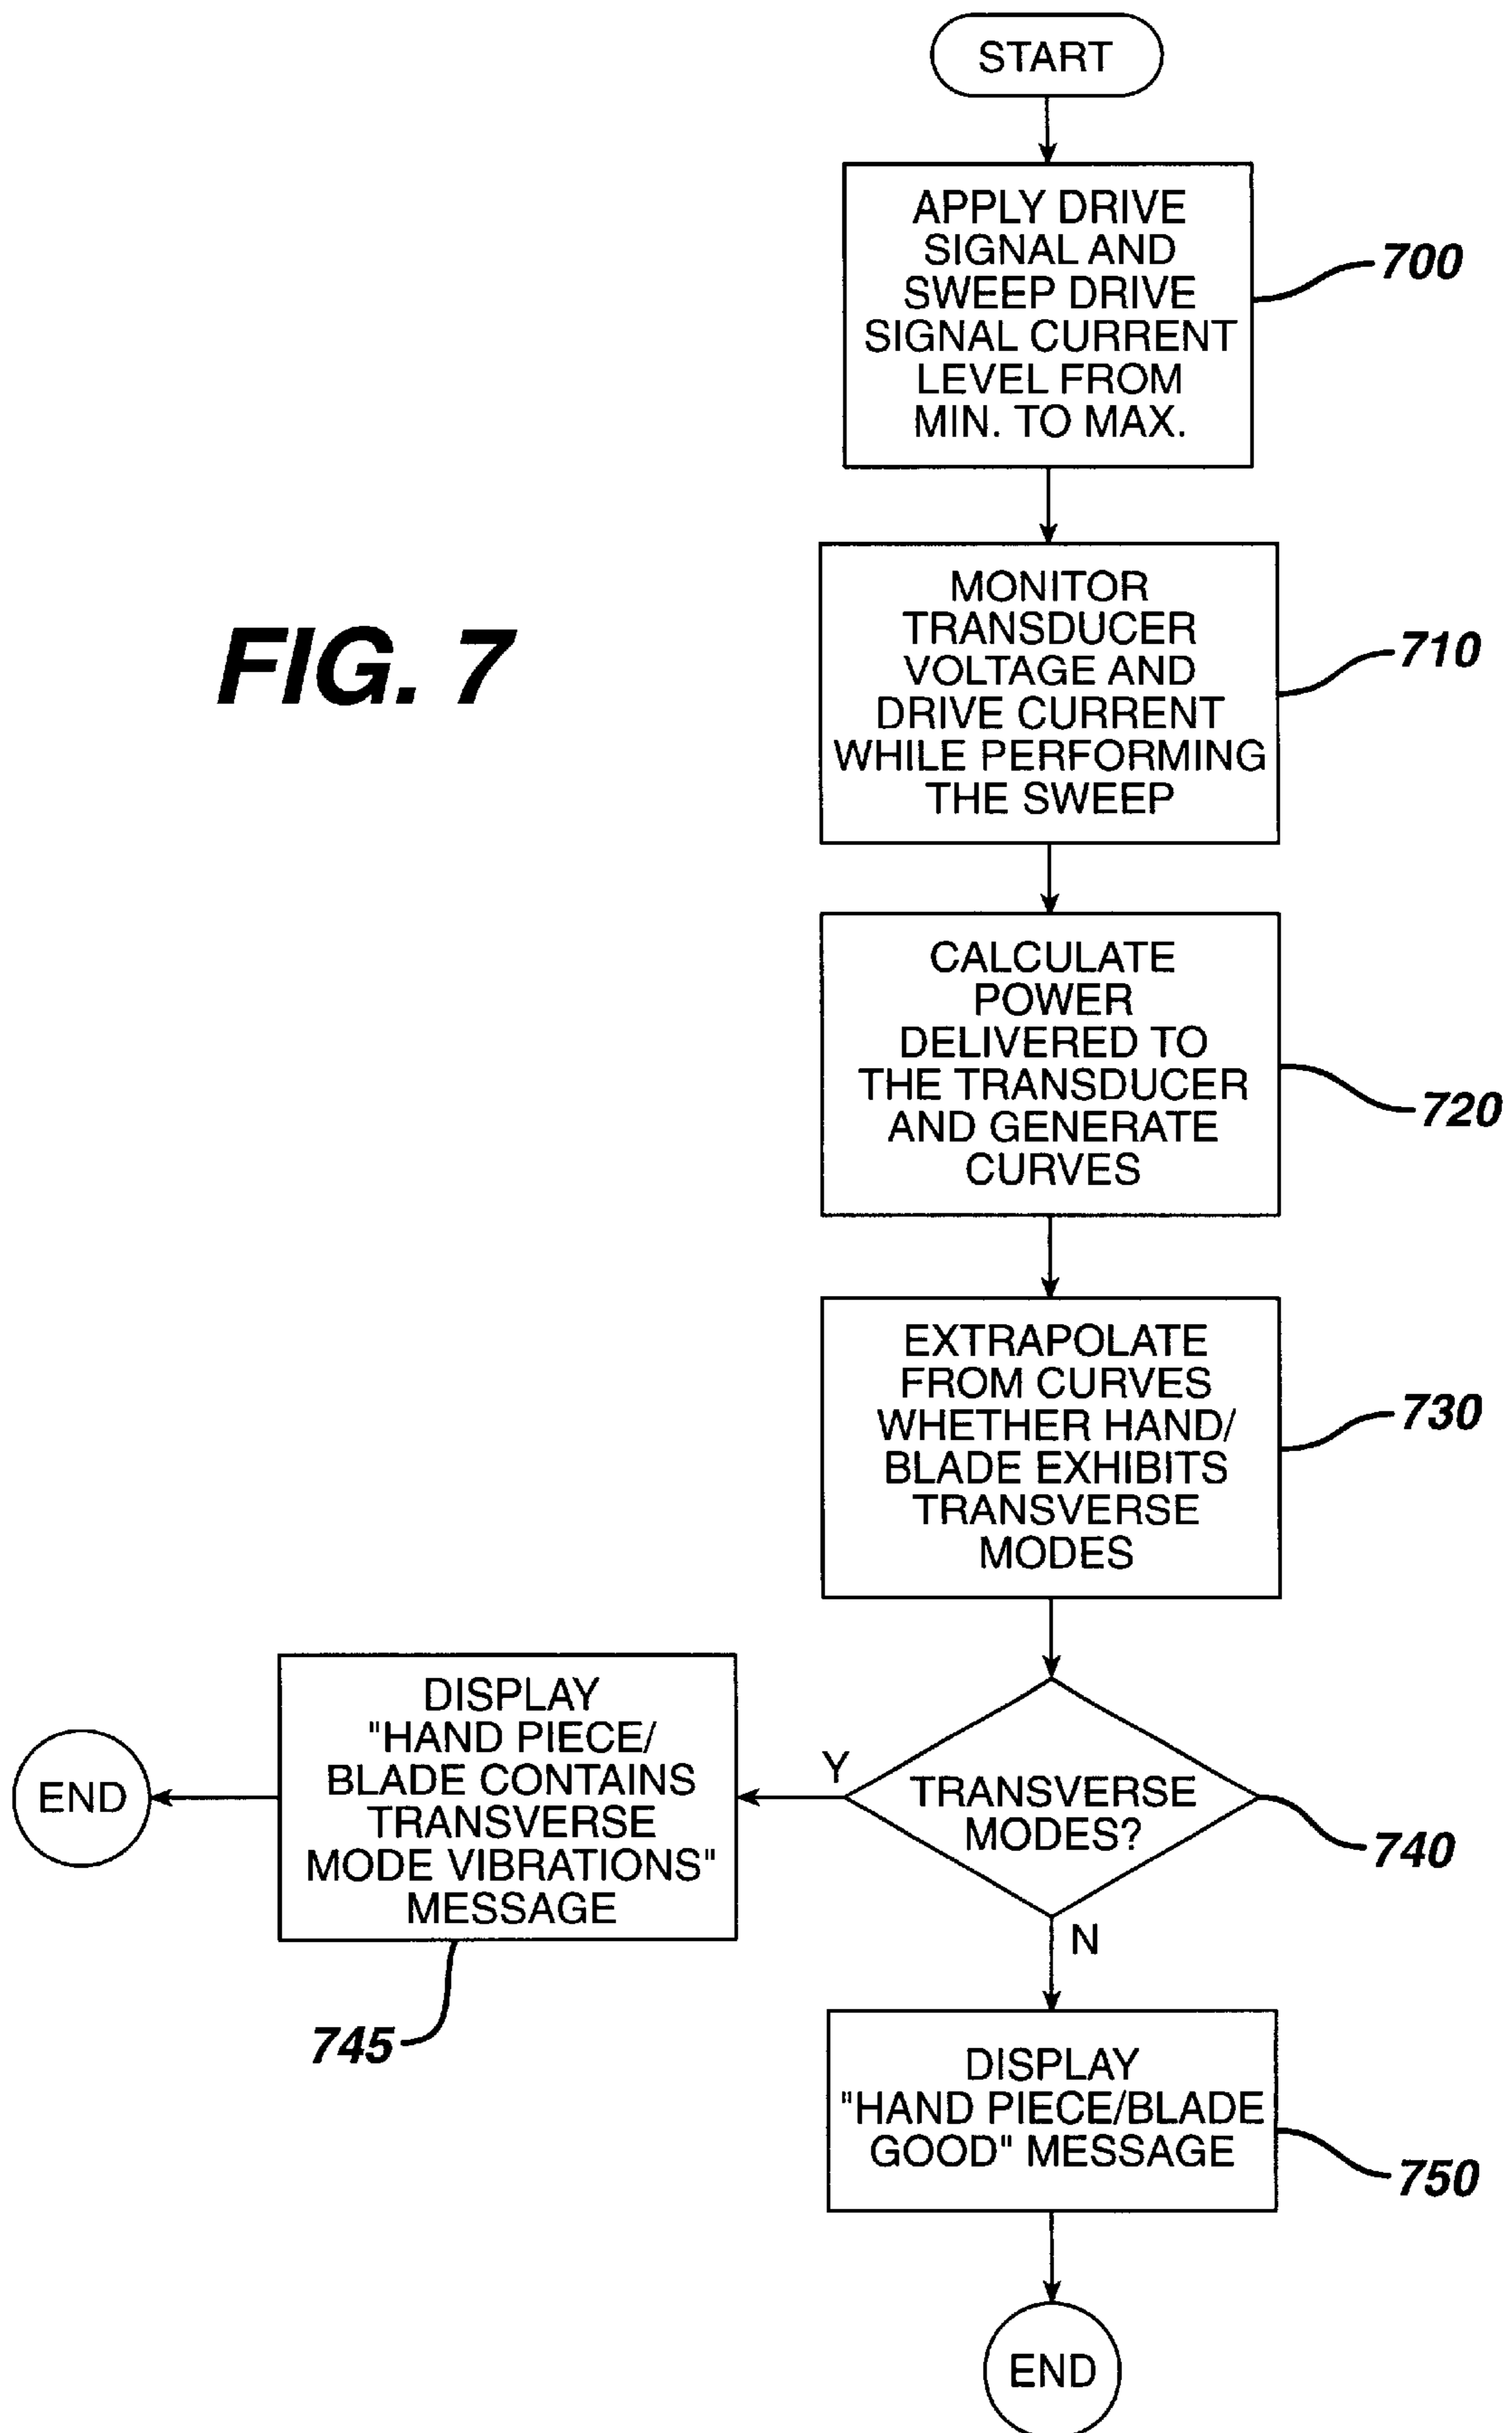 START
APPLY DRIVE
SIGNAL AND
SWEEP DRIVE
SIGNAL CURRENT
LEVEL FROM
MIN. TO MAX.
700
FIG. 7
MONITOR
TRANSDUCER
VOLTAGE AND
DRIVE CURRENT
WHILE PERFORMING
THE SWEEP
710
CALCULATE
POWER
DELIVERED TO
THE TRANSDUCER
AND GENERATE
CURVES
720
EXTRAPOLATE
FROM CURVES
WHETHER HAND/
BLADE EXHIBITS
TRANSVERSE
MODES
730
TRANSVERSE
MODES?
740
Y
DISPLAY
"HAND PIECE/
BLADE CONTAINS
TRANSVERSE
MODE VIBRATIONS"
MESSAGE
745
END
N
DISPLAY
"HAND PIECE/BLADE
GOOD" MESSAGE
750
END